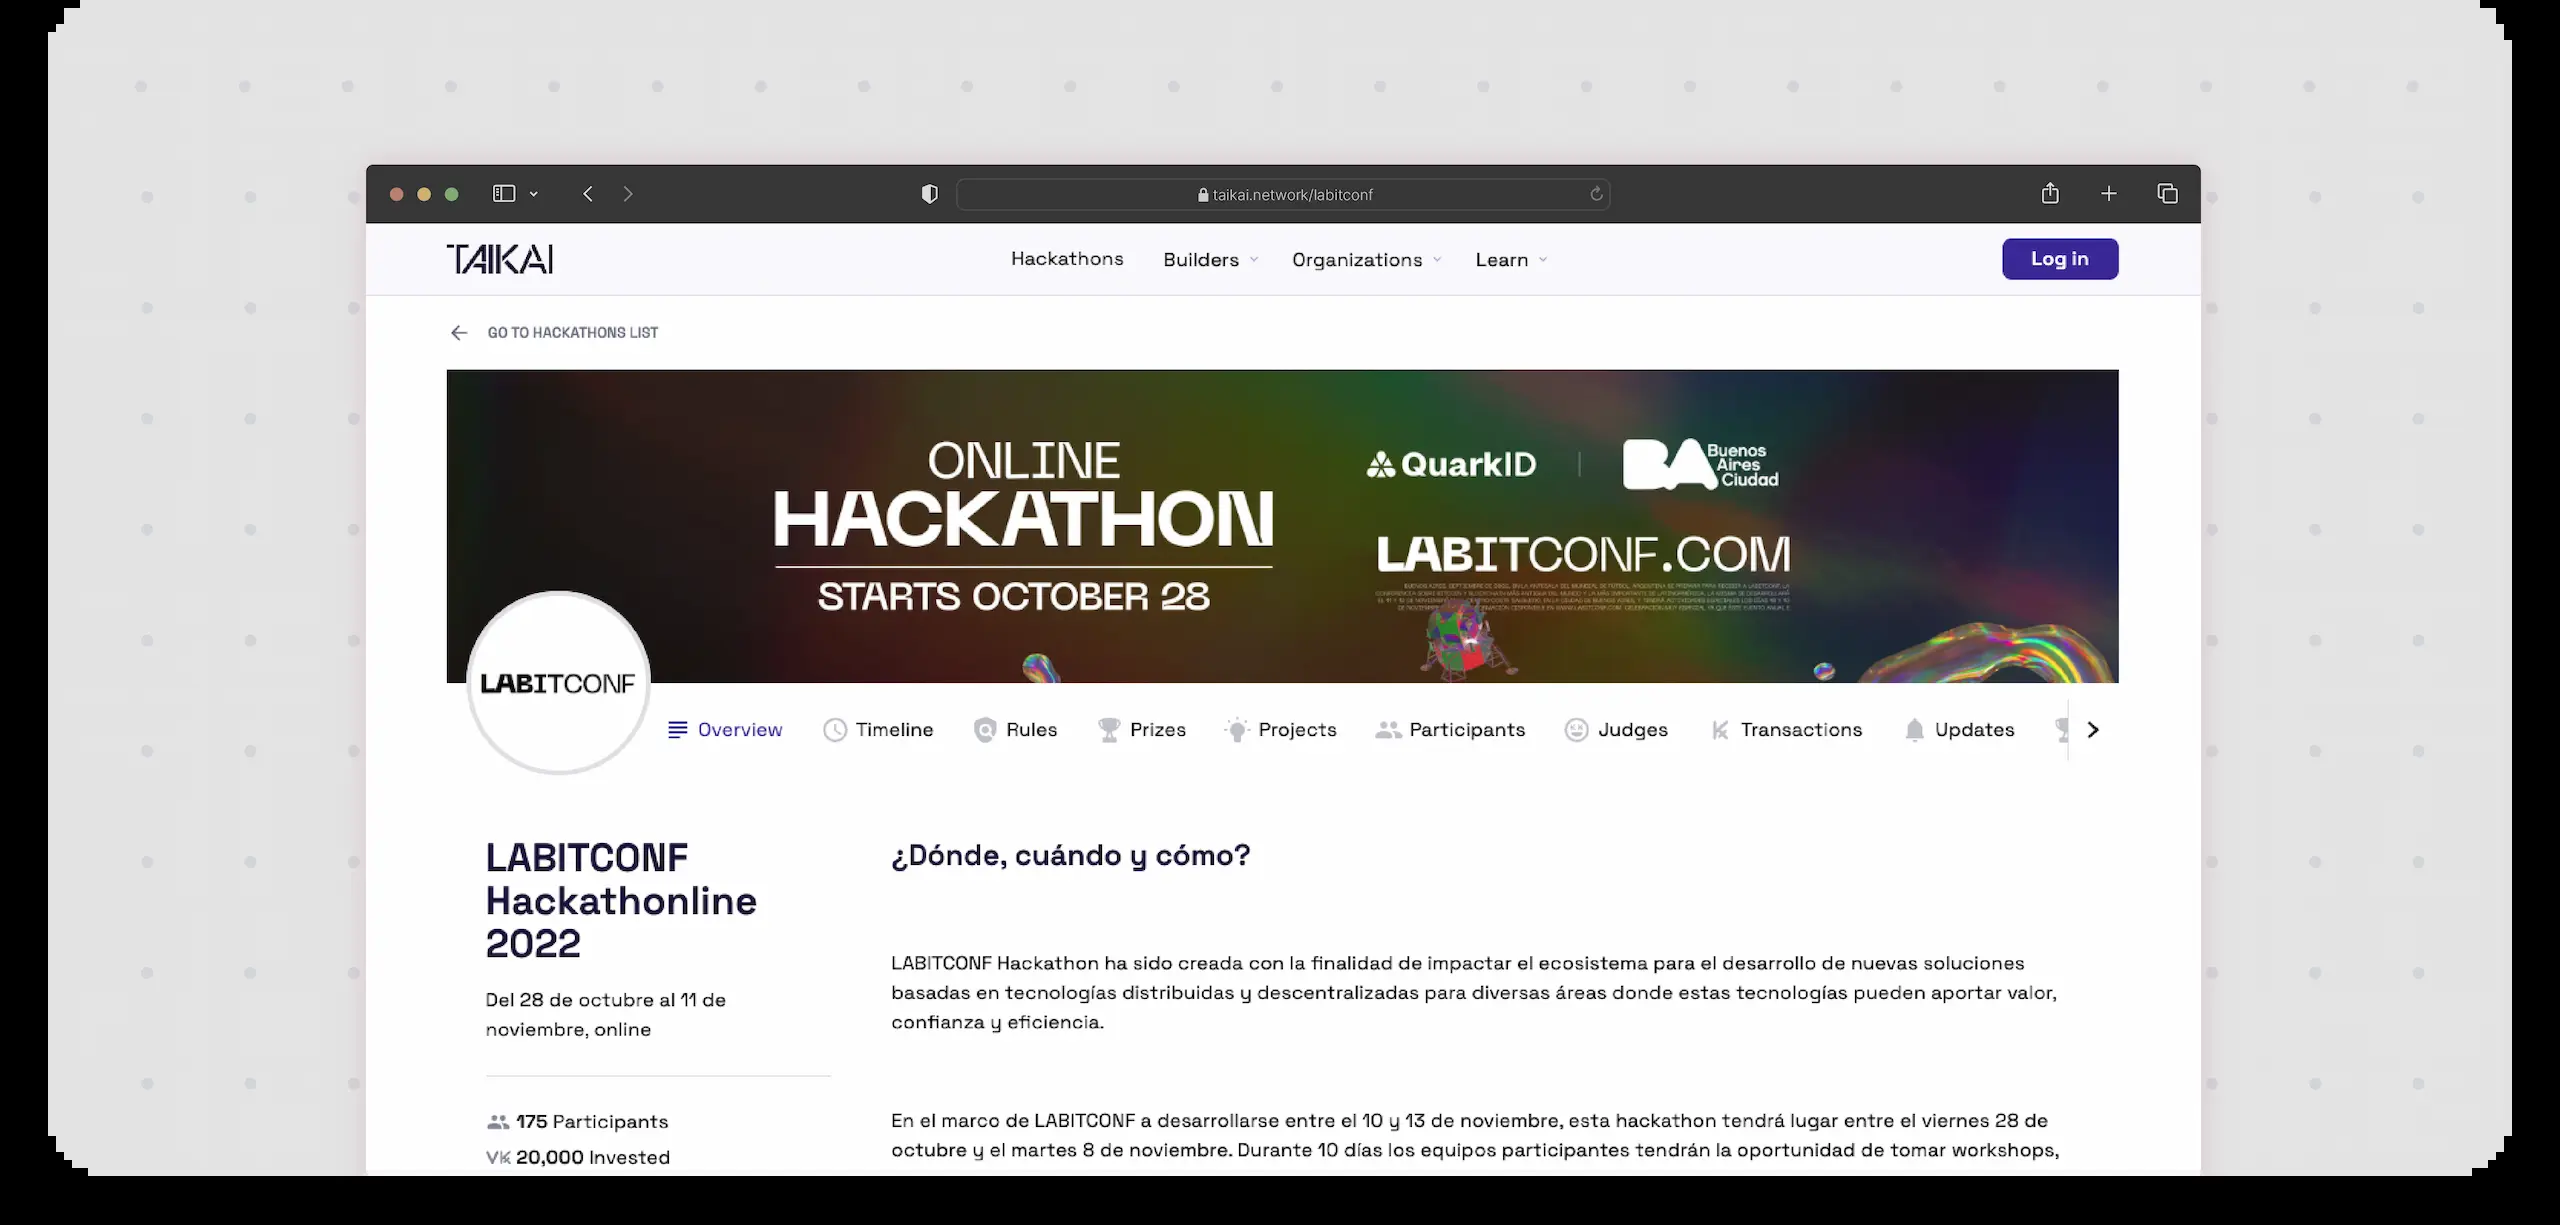 taikai.network/labitconf
TAIKAI
Hackathons
Builders
Organizations
Learn
Log in
GO TO HACKATHONS LIST
ONLINE
HACKATHON
STARTS OCTOBER 28
QuarkID
BA
Buenos
Aires
Ciudad
LABITCONF.COM
LABITCONF
Overview
Timeline
Rules
Prizes
Projects
Participants
Judges
Transactions
Updates
LABITCONF
Hackathonline
2022
Del 28 de octubre al 11 de
noviembre, online
175 Participants
20,000 Invested
¿Dónde, cuándo y cómo?
LABITCONF Hackathon ha sido creada con la finalidad de impactar el ecosistema para el desarrollo de nuevas soluciones
basadas en tecnologías distribuidas y descentralizadas para diversas áreas donde estas tecnologías pueden aportar valor,
confianza y eficiencia.
En el marco de LABITCONF a desarrollarse entre el 10 y 13 de noviembre, esta hackathon tendrá lugar entre el viernes 28 de
octubre y el martes 8 de noviembre. Durante 10 días los equipos participantes tendrán la oportunidad de tomar workshops,